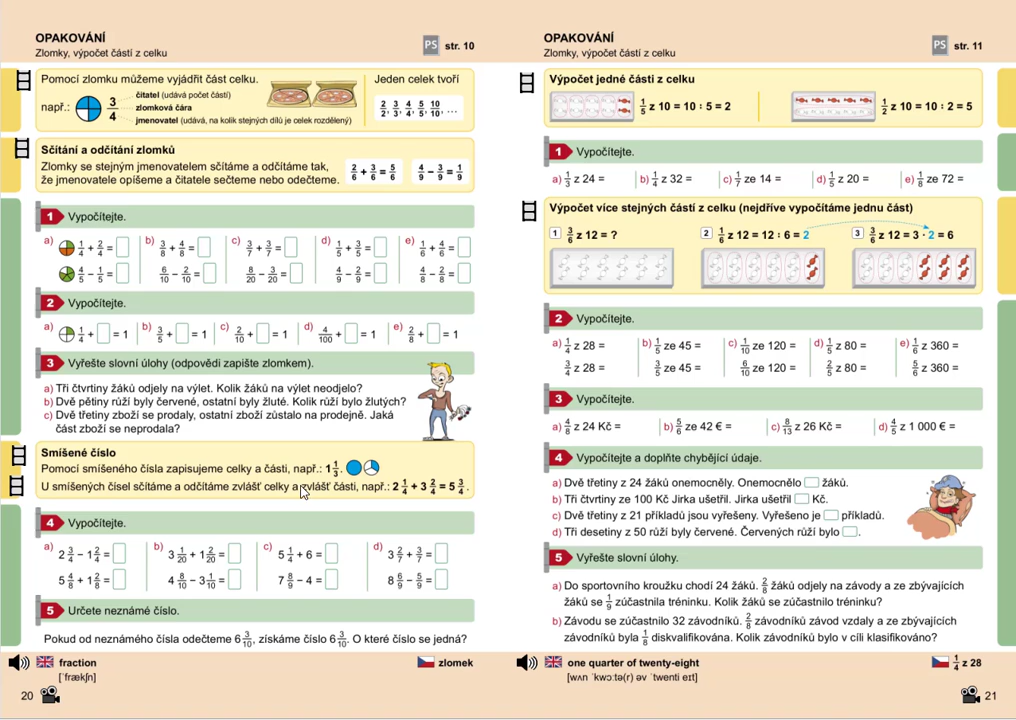 OPAKOVÁNÍ
Zlomky, výpočet částí z celku
PS str. 10
Pomocí zlomku můžeme vyjádřit část celku.
např.: 3/4
čitatel (udává počet částí)
zlomková čára
jmenovatel (udává, na kolik stejných dílů je celek rozdělený)
Jeden celek tvoří
2/2, 3/3, 4/4, 5/5, 10/10, ...
Sčítání a odčítání zlomků
Zlomky se stejným jmenovatelem sčítáme a odčítáme tak,
že jmenovatele opíšeme a čitatele sečteme nebo odečteme.
2/6 + 3/6 = 5/6
4/9 − 3/9 = 1/9
1 Vypočítejte.
a) 1/4 + 2/4 = b) 3/8 + 4/8 = c) 3/7 + 3/7 = d) 1/5 + 3/5 = e) 1/6 + 4/6 =
4/5 − 1/5 = 6/10 − 2/10 = 8/20 − 3/20 = 4/9 − 2/9 = 4/8 − 2/8 =
2 Vypočítejte.
a) 1/4 + = 1 b) 3/5 + = 1 c) 2/10 + = 1 d) 4/100 + = 1 e) 2/8 + = 1
3 Vyřešte slovní úlohy (odpovědi zapište zlomkem).
a) Tři čtvrtiny žáků odjely na výlet. Kolik žáků na výlet neodjelo?
b) Dvě pětiny růží byly červené, ostatní byly žluté. Kolik růží bylo žlutých?
c) Dvě třetiny zboží se prodaly, ostatní zboží zůstalo na prodejně. Jaká
část zboží se neprodala?
Smíšené číslo
Pomocí smíšeného čísla zapisujeme celky a části, např.: 1 1/3.
U smíšených čísel sčítáme a odčítáme zvlášť celky a zvlášť části, např.: 2 1/4 + 3 2/4 = 5 3/4.
4 Vypočítejte.
a) 2 3/4 − 1 2/4 = b) 3 1/20 + 1 2/20 = c) 5 1/4 + 6 = d) 3 2/7 + 3/7 =
5 4/8 + 1 2/8 = 4 8/10 − 3 1/10 = 7 8/9 − 4 = 8 6/9 − 5/9 =
5 Určete neznámé číslo.
Pokud od neznámého čísla odečteme 6 3/10, získáme číslo 6 3/10. O které číslo se jedná?
fraction
[ˈfrækʃn]
zlomek
20
OPAKOVÁNÍ
Zlomky, výpočet částí z celku
PS str. 11
Výpočet jedné části z celku
1/5 z 10 = 10 : 5 = 2
1/2 z 10 = 10 : 2 = 5
1 Vypočítejte.
a) 1/3 z 24 = b) 1/4 z 32 = c) 1/7 ze 14 = d) 1/5 z 20 = e) 1/8 ze 72 =
Výpočet více stejných částí z celku (nejdříve vypočítáme jednu část)
1 3/6 z 12 = ? 2 1/6 z 12 = 12 : 6 = 2 3 3/6 z 12 = 3 · 2 = 6
2 Vypočítejte.
a) 1/4 z 28 = b) 1/5 ze 45 = c) 1/10 ze 120 = d) 1/5 z 80 = e) 1/6 z 360 =
3/4 z 28 = 3/5 ze 45 = 6/10 ze 120 = 2/5 z 80 = 5/6 z 360 =
3 Vypočítejte.
a) 4/8 z 24 Kč = b) 5/6 ze 42 € = c) 8/13 z 26 Kč = d) 4/5 z 1 000 € =
4 Vypočítejte a doplňte chybějící údaje.
a) Dvě třetiny z 24 žáků onemocněly. Onemocnělo žáků.
b) Tři čtvrtiny ze 100 Kč Jirka ušetřil. Jirka ušetřil Kč.
c) Dvě třetiny z 21 příkladů jsou vyřešeny. Vyřešeno je příkladů.
d) Tři desetiny z 50 růží byly červené. Červených růží bylo .
5 Vyřešte slovní úlohy.
a) Do sportovního kroužku chodí 24 žáků. 2/8 žáků odjely na závody a ze zbývajících
žáků se 1/9 zúčastnila tréninku. Kolik žáků se zúčastnilo tréninku?
b) Závodu se zúčastnilo 32 závodníků. 2/8 závodníků závod vzdaly a ze zbývajících
závodníků byla 1/8 diskvalifikována. Kolik závodníků bylo v cíli klasifikováno?
one quarter of twenty-eight
[wʌn ˈkwɔːtə(r) əv ˈtwenti eɪt]
1/4 z 28
21